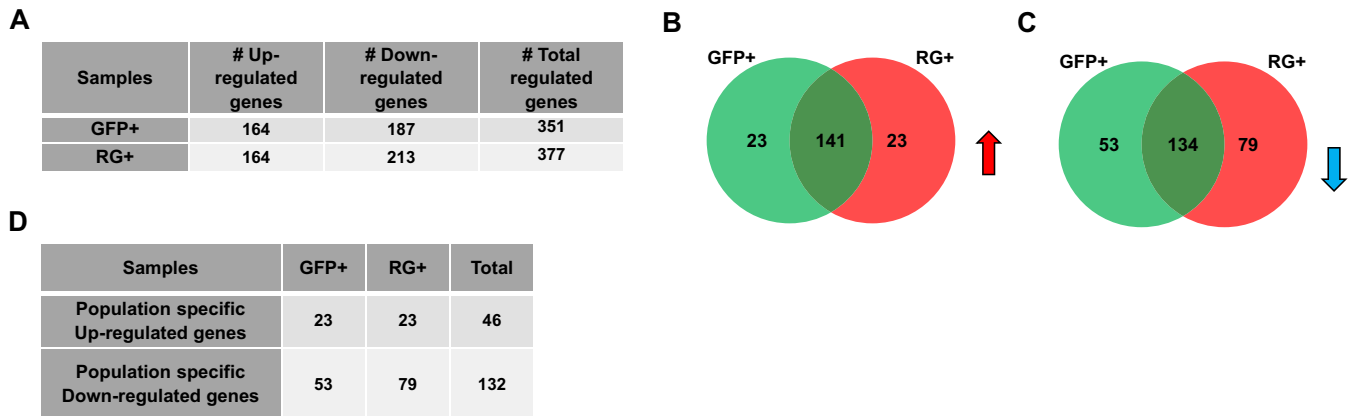 A
Samples
# Up-
regulated
genes
# Down-
regulated
genes
# Total
regulated
genes
GFP+ 164 187 351
RG+ 164 213 377
B
GFP+ RG+
23 141 23
C
GFP+ RG+
53 134 79
D
Samples GFP+ RG+ Total
Population specific
Up-regulated genes
23 23 46
Population specific
Down-regulated genes
53 79 132